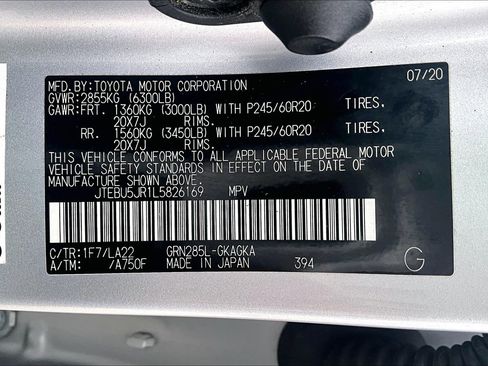 MFD.BY:TOYOTA MOTOR CORPORATION 07/20
GVWR:2855KG (6300LB)
GAWR:FRT. 1360KG (3000LB) WITH P245/60R20 TIRES,
20X7J RIMS,
RR. 1560KG (3450LB) WITH P245/60R20 TIRES,
20X7J RIMS.
THIS VEHICLE CONFORMS TO ALL APPLICABLE FEDERAL MOTOR
VEHICLE SAFETY STANDARDS IN EFFECT ON THE DATE OF
MANUFACTURE SHOWN ABOVE.
JTEBU5JR1L5826169 MPV
C/TR:1F7/LA22 GRN285L-GKAGKA
A/TM: /A750F MADE IN JAPAN 394 G